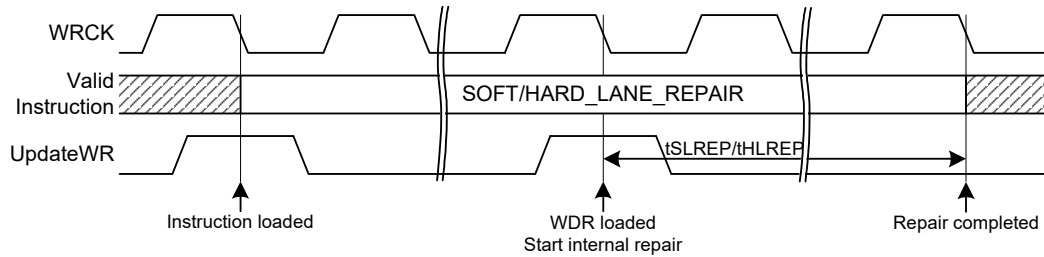 WRCK
Valid
Instruction
SOFT/HARD_LANE_REPAIR
UpdateWR
tSLREP/tHLREP
Instruction loaded
WDR loaded
Start internal repair
Repair completed